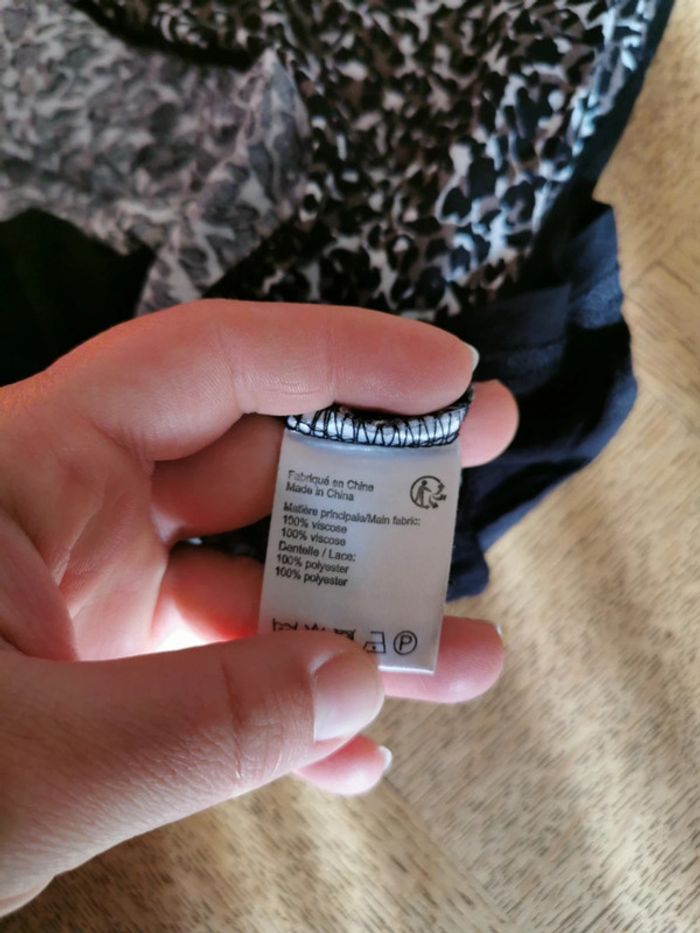 Fabriqué en Chine
Made in China
Matière principale/Main fabric:
100% viscose
100% viscose
Dentelle / Lace:
100% polyester
100% polyester
P